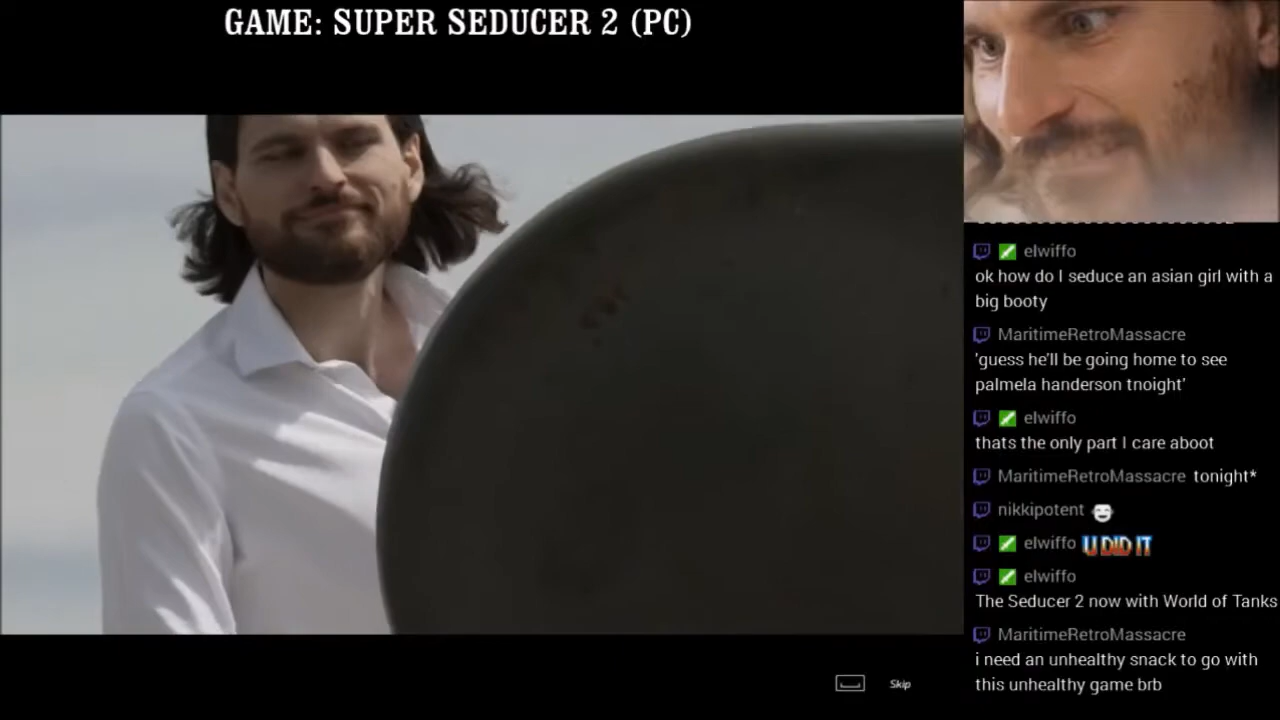 GAME: SUPER SEDUCER 2 (PC)
elwiffo
ok how do I seduce an asian girl with a
big booty
MaritimeRetroMassacre
'guess he'll be going home to see
palmela handerson tnoight'
elwiffo
thats the only part I care aboot
MaritimeRetroMassacre tonight*
nikkipotent
elwiffo U DID IT
elwiffo
The Seducer 2 now with World of Tanks
MaritimeRetroMassacre
i need an unhealthy snack to go with
this unhealthy game brb
Skip